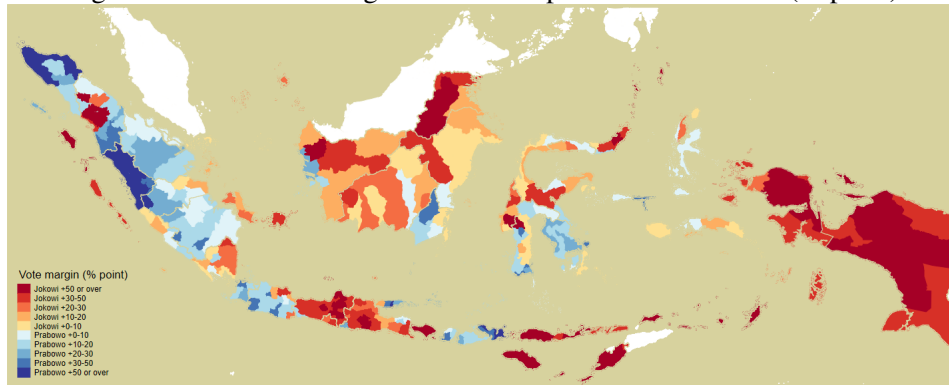 Vote margin (% point)
Jokowi +50 or over
Jokowi +30-50
Jokowi +20-30
Jokowi +10-20
Jokowi +0-10
Prabowo +0-10
Prabowo +10-20
Prabowo +20-30
Prabowo +30-50
Prabowo +50 or over